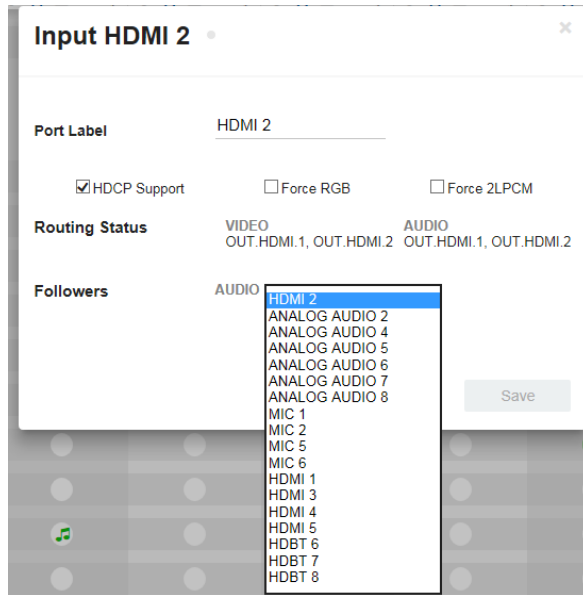 Input HDMI 2
Port Label HDMI 2
HDCP Support Force RGB Force 2LPCM
Routing Status VIDEO AUDIO
OUT.HDMI.1, OUT.HDMI.2 OUT.HDMI.1, OUT.HDMI.2
Followers AUDIO HDMI 2
ANALOG AUDIO 2
ANALOG AUDIO 4
ANALOG AUDIO 5
ANALOG AUDIO 6
ANALOG AUDIO 7
ANALOG AUDIO 8
Save
MIC 1
MIC 2
MIC 5
MIC 6
HDMI 1
HDMI 3
HDMI 4
HDMI 5
HDBT 6
HDBT 7
HDBT 8